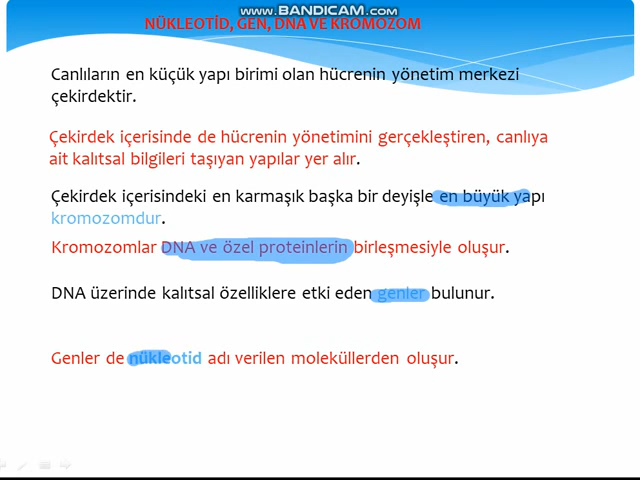 www.BANDICAM.com
NÜKLEOTİD, GEN, DNA VE KROMOZOM
Canlıların en küçük yapı birimi olan hücrenin yönetim merkezi
çekirdektir.
Çekirdek içerisinde de hücrenin yönetimini gerçekleştiren, canlıya
ait kalıtsal bilgileri taşıyan yapılar yer alır.
Çekirdek içerisindeki en karmaşık başka bir deyişle en büyük yapı
kromozomdur.
Kromozomlar DNA ve özel proteinlerin birleşmesiyle oluşur.
DNA üzerinde kalıtsal özelliklere etki eden genler bulunur.
Genler de nükleotid adı verilen moleküllerden oluşur.